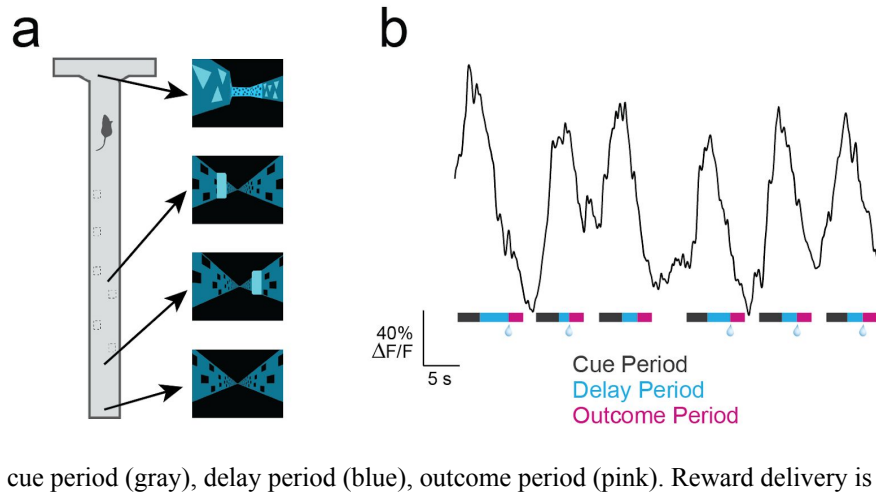 a
b
40%
ΔF/F
5 s
Cue Period
Delay Period
Outcome Period
cue period (gray), delay period (blue), outcome period (pink). Reward delivery is